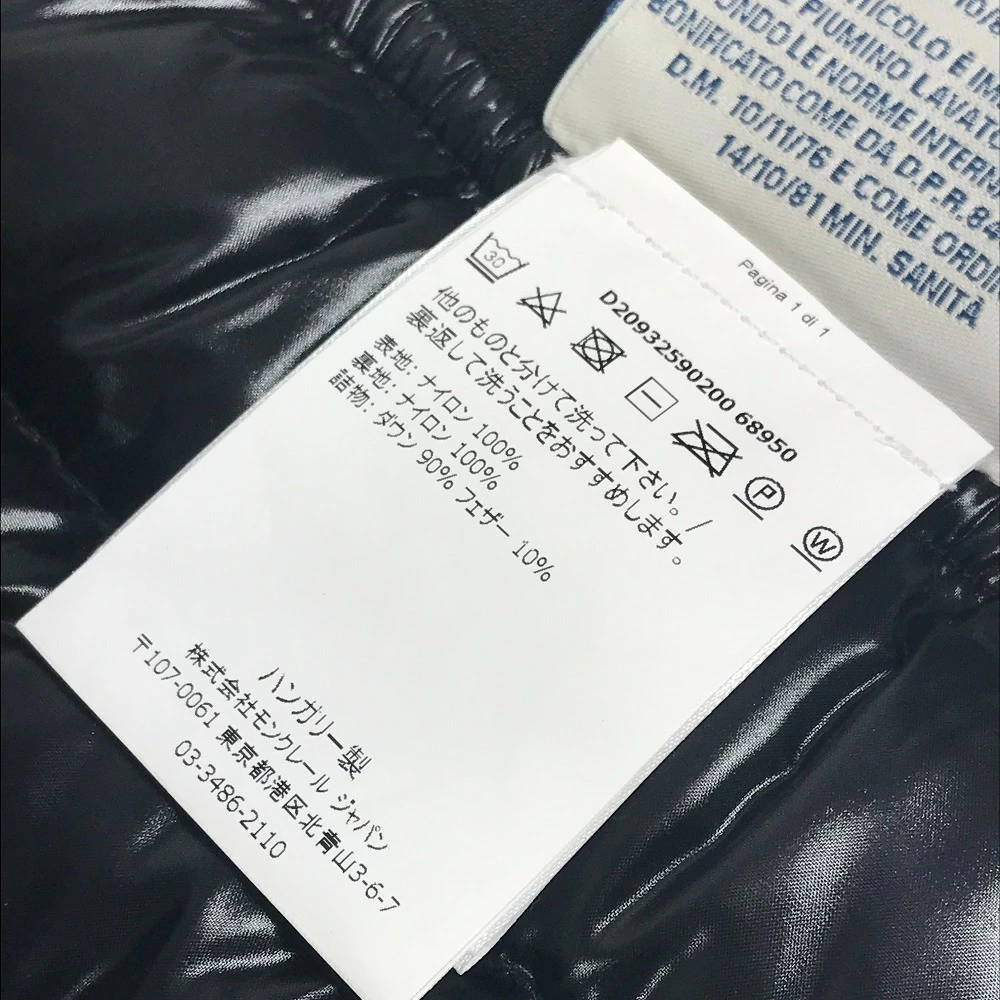 10/
TICOLO È IM
E PIUMINO LAVATO
ONDO LE NORME INTERNA
BONIFICATO COME DA D.P.R. 84
D.M. 10/11/76 E COME ORDIN
14/10/81 MIN. SANITÀ
Pagina 1 di 1
D20932590200 68950
30
P
W
他のものと分けて洗って下さい。/
裏返して洗うことをおすすめします。
表地: ナイロン 100%
裏地: ナイロン 100%
詰物: ダウン 90% フェザー 10%
ハンガリー製
株式会社モンクレール ジャパン
〒107-0061 東京都港区北青山3-6-7
03-3486-2110